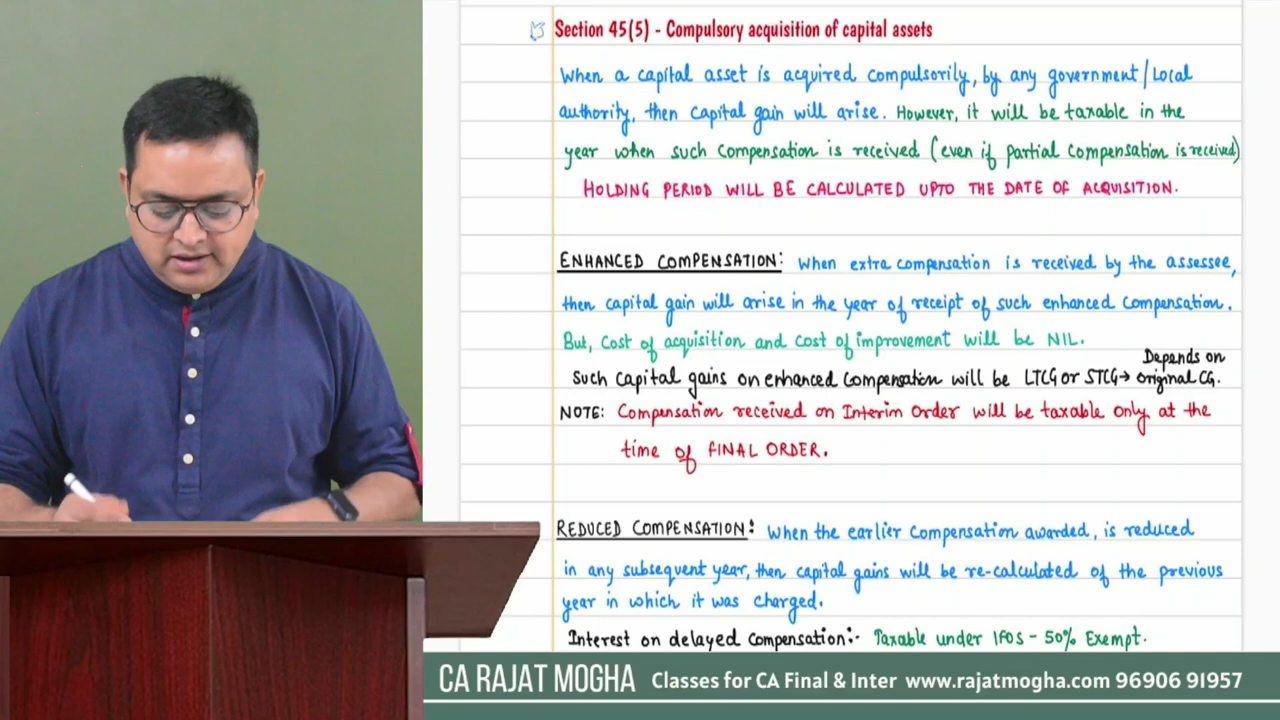 Section 45(5) - Compulsory acquisition of capital assets
When a capital asset is acquired compulsorily, by any government/Local
authority, then capital gain will arise. However, it will be taxable in the
year when such compensation is received (even if partial compensation is received)
HOLDING PERIOD WILL BE CALCULATED UPTO THE DATE OF ACQUISITION.
ENHANCED COMPENSATION: When extra compensation is received by the assessee,
then capital gain will arise in the year of receipt of such enhanced compensation.
But, cost of acquisition and cost of improvement will be NIL.
Depends on
Such capital gains on enhanced compensation will be LTCG or STCG→ original CG.
NOTE: Compensation received on Interim Order will be taxable only at the
time of FINAL ORDER.
REDUCED COMPENSATION: When the earlier compensation awarded, is reduced
in any subsequent year, then capital gains will be re-calculated of the previous
year in which it was charged.
Interest on delayed compensation:- Taxable under IFOS - 50% Exempt.
CA RAJAT MOGHA Classes for CA Final & Inter www.rajatmogha.com 96906 91957